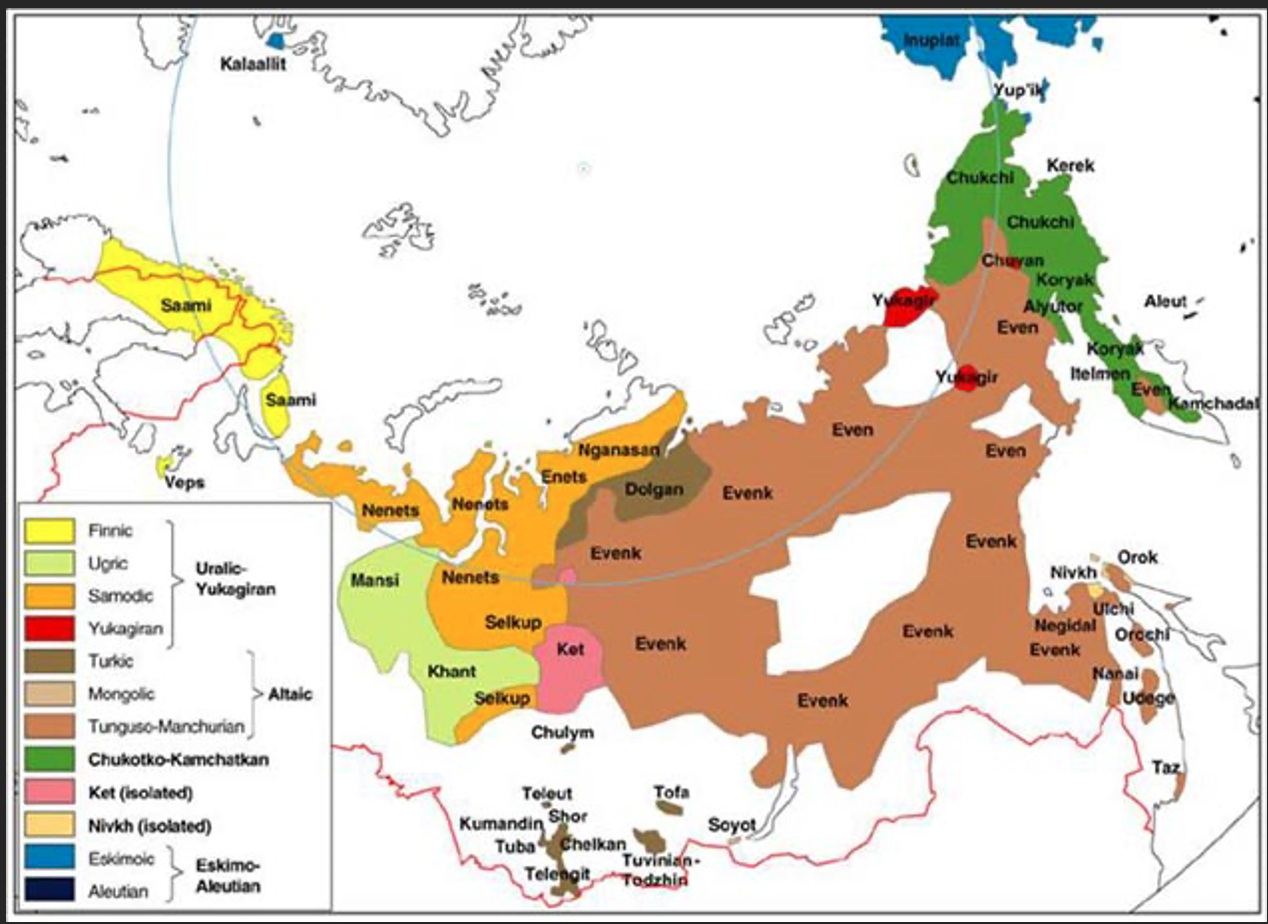 Inupiat
Kalaallit
Yup'ik
Kerek
Chukchi
Chukchi
Chuvan
Koryak
Yukagir
Alyutor
Aleut
Saami
Even
Koryak
Itelmen
Yukagir
Even
Kamchadal
Saami
Even
Nganasan
Even
Enets
Veps
Dolgan
Evenk
Nenets
Nenets
Evenk
Evenk
Orok
Nivkh
Mansi
Nenets
Ulchi
Selkup
Negidal
Orochi
Evenk
Ket
Evenk
Evenk
Khant
Nanai
Selkup
Evenk
Udege
Chulym
Taz
Teleut
Tofa
Kumandin
Shor
Soyot
Tuba
Chelkan
Tuvinian-
Todzhin
Telengit
Finnic
Ugric
Samodic
Yukagiran
Uralic-
Yukagiran
Turkic
Mongolic
Tunguso-Manchurian
Altaic
Chukotko-Kamchatkan
Ket (isolated)
Nivkh (isolated)
Eskimoic
Aleutian
Eskimo-
Aleutian